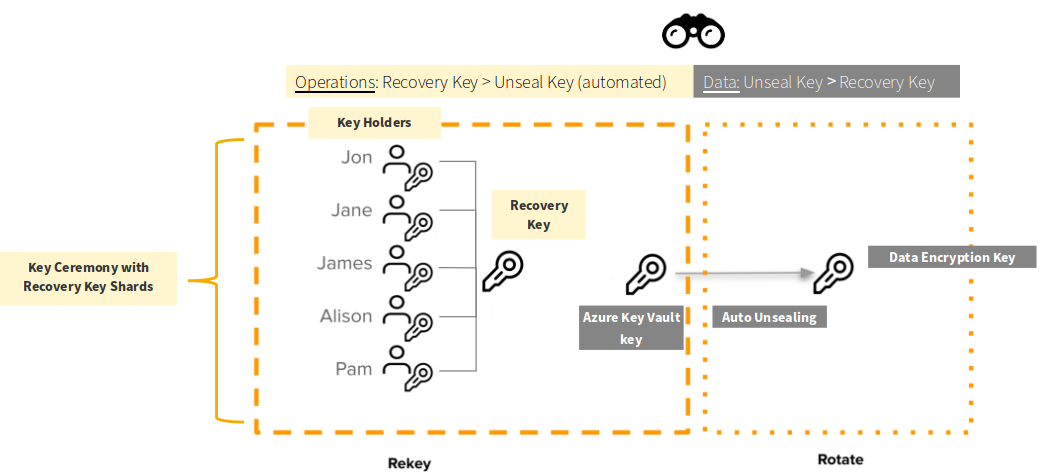 Operations: Recovery Key > Unseal Key (automated)
Data: Unseal Key > Recovery Key
Key Holders
Jon
Jane
James
Alison
Pam
Recovery
Key
Key Ceremony with
Recovery Key Shards
Azure Key Vault
key
Auto Unsealing
Data Encryption Key
Rekey
Rotate